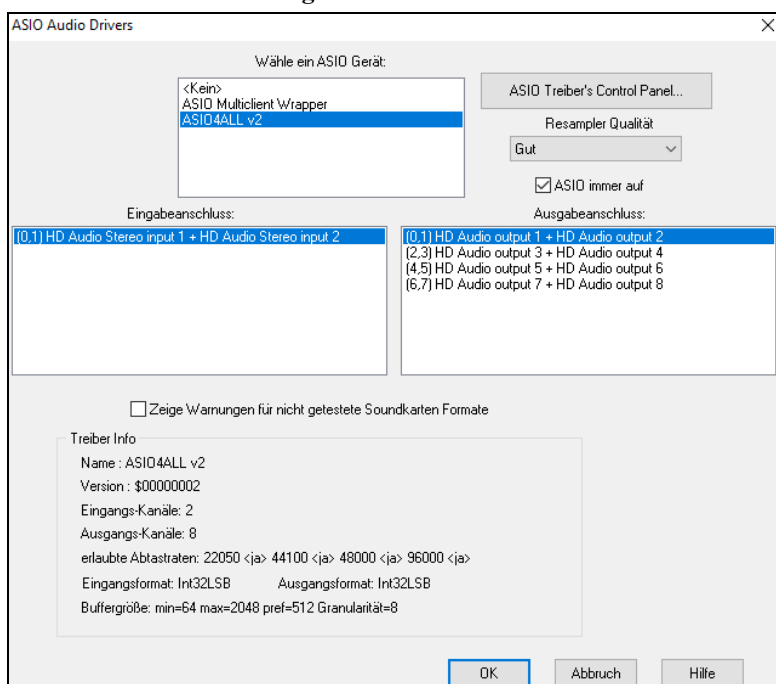 ASIO Audio Drivers
Wähle ein ASIO Gerät:
<Kein>
ASIO Multiclient Wrapper
ASIO4ALL v2
ASIO Treiber's Control Panel...
Resampler Qualität
Gut
ASIO immer auf
Eingabeanschluss:
(0,1) HD Audio Stereo input 1 + HD Audio Stereo input 2
Ausgabeanschluss:
(0,1) HD Audio output 1 + HD Audio output 2
(2,3) HD Audio output 3 + HD Audio output 4
(4,5) HD Audio output 5 + HD Audio output 6
(6,7) HD Audio output 7 + HD Audio output 8
Zeige Warnungen für nicht getestete Soundkarten Formate
Treiber Info
Name : ASIO4ALL v2
Version : $00000002
Eingangs-Kanäle: 2
Ausgangs-Kanäle: 8
erlaubte Abtastraten: 22050 <ja> 44100 <ja> 48000 <ja> 96000 <ja>
Eingangsformat: Int32LSB Ausgangsformat: Int32LSB
Buffergröße: min=64 max=2048 pref=512 Granularität=8
OK Abbruch Hilfe